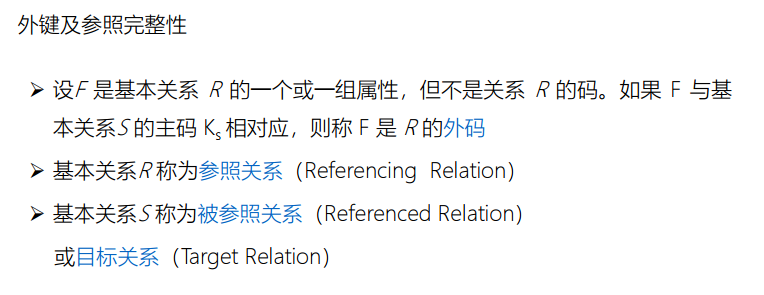 外键及参照完整性
➢ 设F 是基本关系 R 的一个或一组属性，但不是关系 R 的码。如果 F 与基
本关系S 的主码 Ks 相对应，则称 F 是 R 的外码
➢ 基本关系R 称为参照关系（Referencing Relation）
➢ 基本关系S 称为被参照关系（Referenced Relation）
或目标关系（Target Relation）